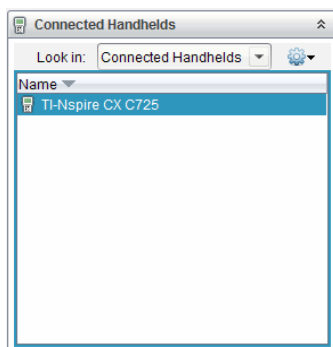 Connected Handhelds
Look in: Connected Handhelds
Name
TI-Nspire CX C725